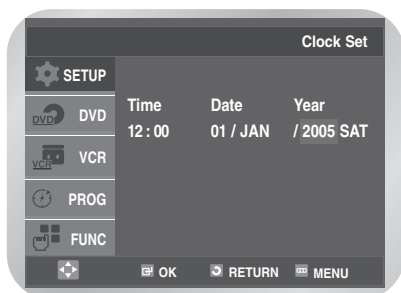 Clock Set
SETUP
DVD DVD
VCR VCR
PROG
FUNC
Time Date Year
12 : 00 01 / JAN / 2005 SAT
OK RETURN MENU